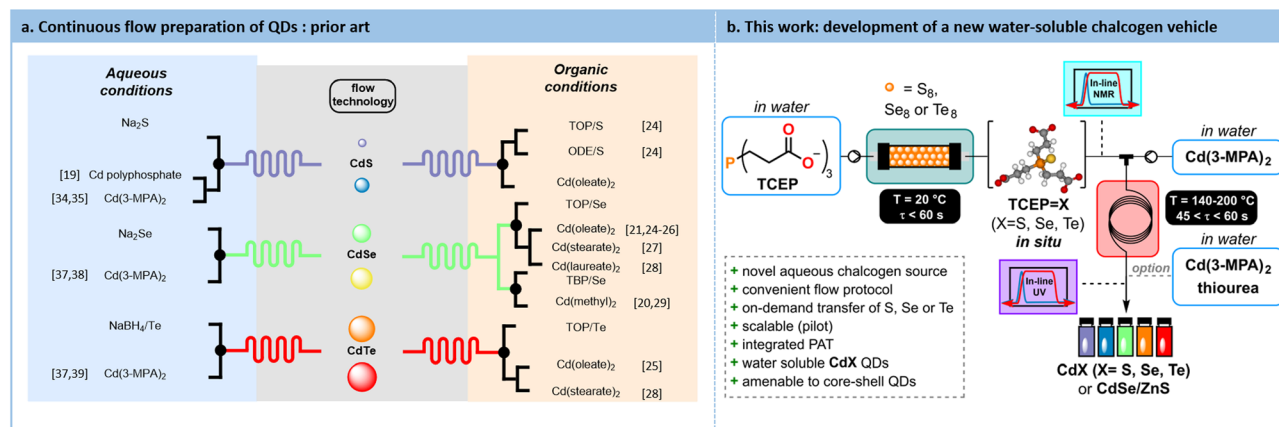 a. Continuous flow preparation of QDs : prior art
Aqueous
conditions
flow
technology
Organic
conditions
Na2S
[19] Cd polyphosphate
[34,35] Cd(3-MPA)2
CdS
TOP/S [24]
ODE/S [24]
Cd(oleate)2
Na2Se
[37,38] Cd(3-MPA)2
CdSe
TOP/Se
Cd(oleate)2 [21,24-26]
Cd(stearate)2 [27]
Cd(laureate)2 [28]
TBP/Se
Cd(methyl)2 [20,29]
NaBH4/Te
[37,39] Cd(3-MPA)2
CdTe
TOP/Te
Cd(oleate)2 [25]
Cd(stearate)2 [28]
b. This work: development of a new water-soluble chalcogen vehicle
in water
P
O
O−
3
TCEP
= S8,
Se8 or Te8
T = 20 °C
τ < 60 s
TCEP=X
(X=S, Se, Te)
in situ
In-line
NMR
in water
Cd(3-MPA)2
T = 140-200 °C
45 < τ < 60 s
in water
option
Cd(3-MPA)2
thiourea
In-line
UV
+ novel aqueous chalcogen source
+ convenient flow protocol
+ on-demand transfer of S, Se or Te
+ scalable (pilot)
+ integrated PAT
+ water soluble CdX QDs
+ amenable to core-shell QDs
CdX (X= S, Se, Te)
or CdSe/ZnS